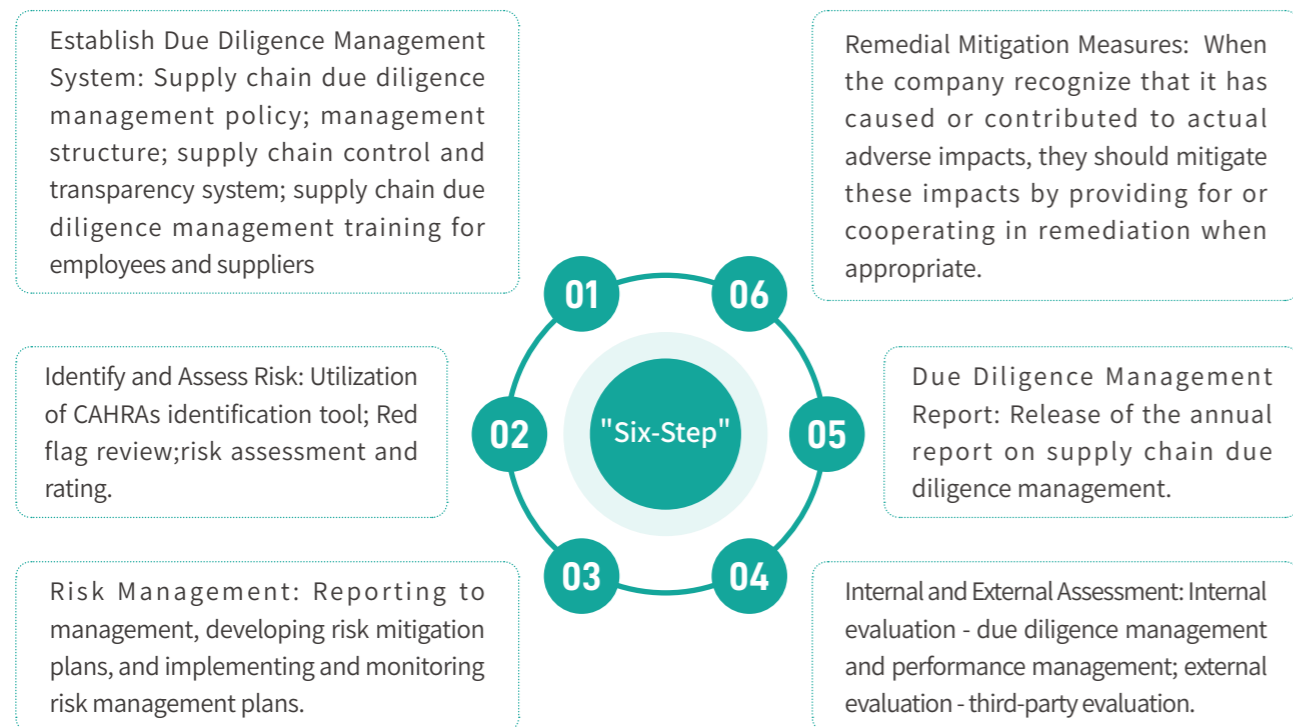 Establish Due Diligence Management
System: Supply chain due diligence
management policy; management
structure; supply chain control and
transparency system; supply chain due
diligence management training for
employees and suppliers
01
Identify and Assess Risk: Utilization
of CAHRAs identification tool; Red
flag review;risk assessment and
rating.
02
Risk Management: Reporting to
management, developing risk mitigation
plans, and implementing and monitoring
risk management plans.
03
"Six-Step"
04
Internal and External Assessment: Internal
evaluation - due diligence management
and performance management; external
evaluation - third-party evaluation.
05
Due Diligence Management
Report: Release of the annual
report on supply chain due
diligence management.
06
Remedial Mitigation Measures: When
the company recognize that it has
caused or contributed to actual
adverse impacts, they should mitigate
these impacts by providing for or
cooperating in remediation when
appropriate.